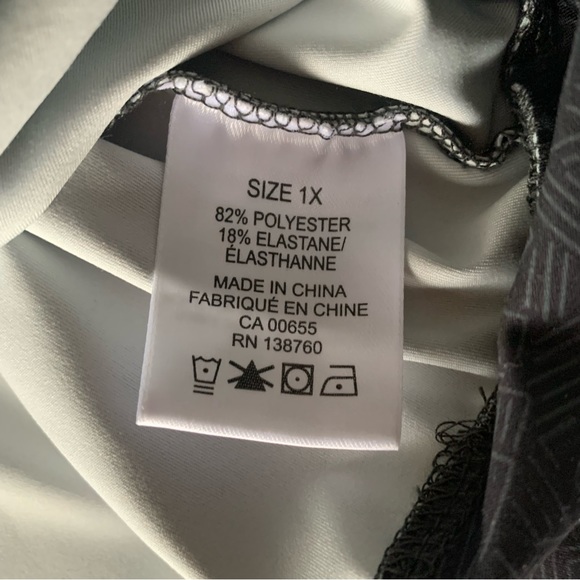 SIZE 1X
82% POLYESTER
18% ELASTANE/
ÉLASTHANNE
MADE IN CHINA
FABRIQUÉ EN CHINE
CA 00655
RN 138760